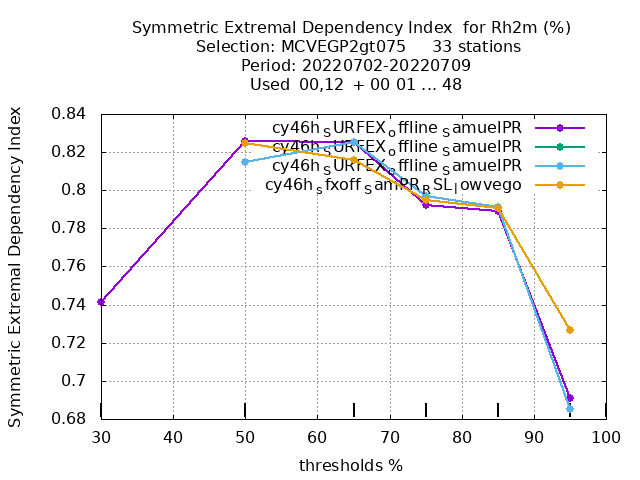 Symmetric Extremal Dependency Index  for Rh2m (%)
Selection: MCVEGP2gt075     33 stations
Period: 20220702-20220709
Used  00,12  + 00 01 ... 48
Symmetric Extremal Dependency Index
0.84
0.82
0.8
0.78
0.76
0.74
0.72
0.7
0.68
cy46h_SURFEX_offline_SamuelPR
cy46h_SURFEX_offline_SamuelPR
cy46h_SURFEX_offline_SamuelPR
cy46h_sfxoff_SamPR_RSL_lowvego
30 40 50 60 70 80 90 100
thresholds %